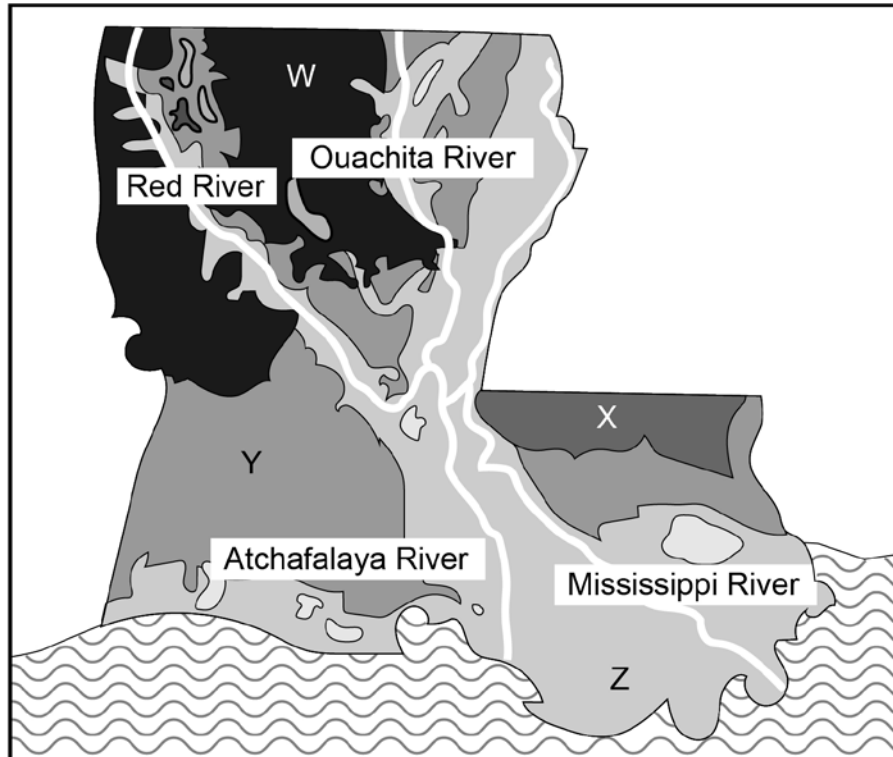 W
Ouachita River
Red River
X
Y
Atchafalaya River
Mississippi River
Z